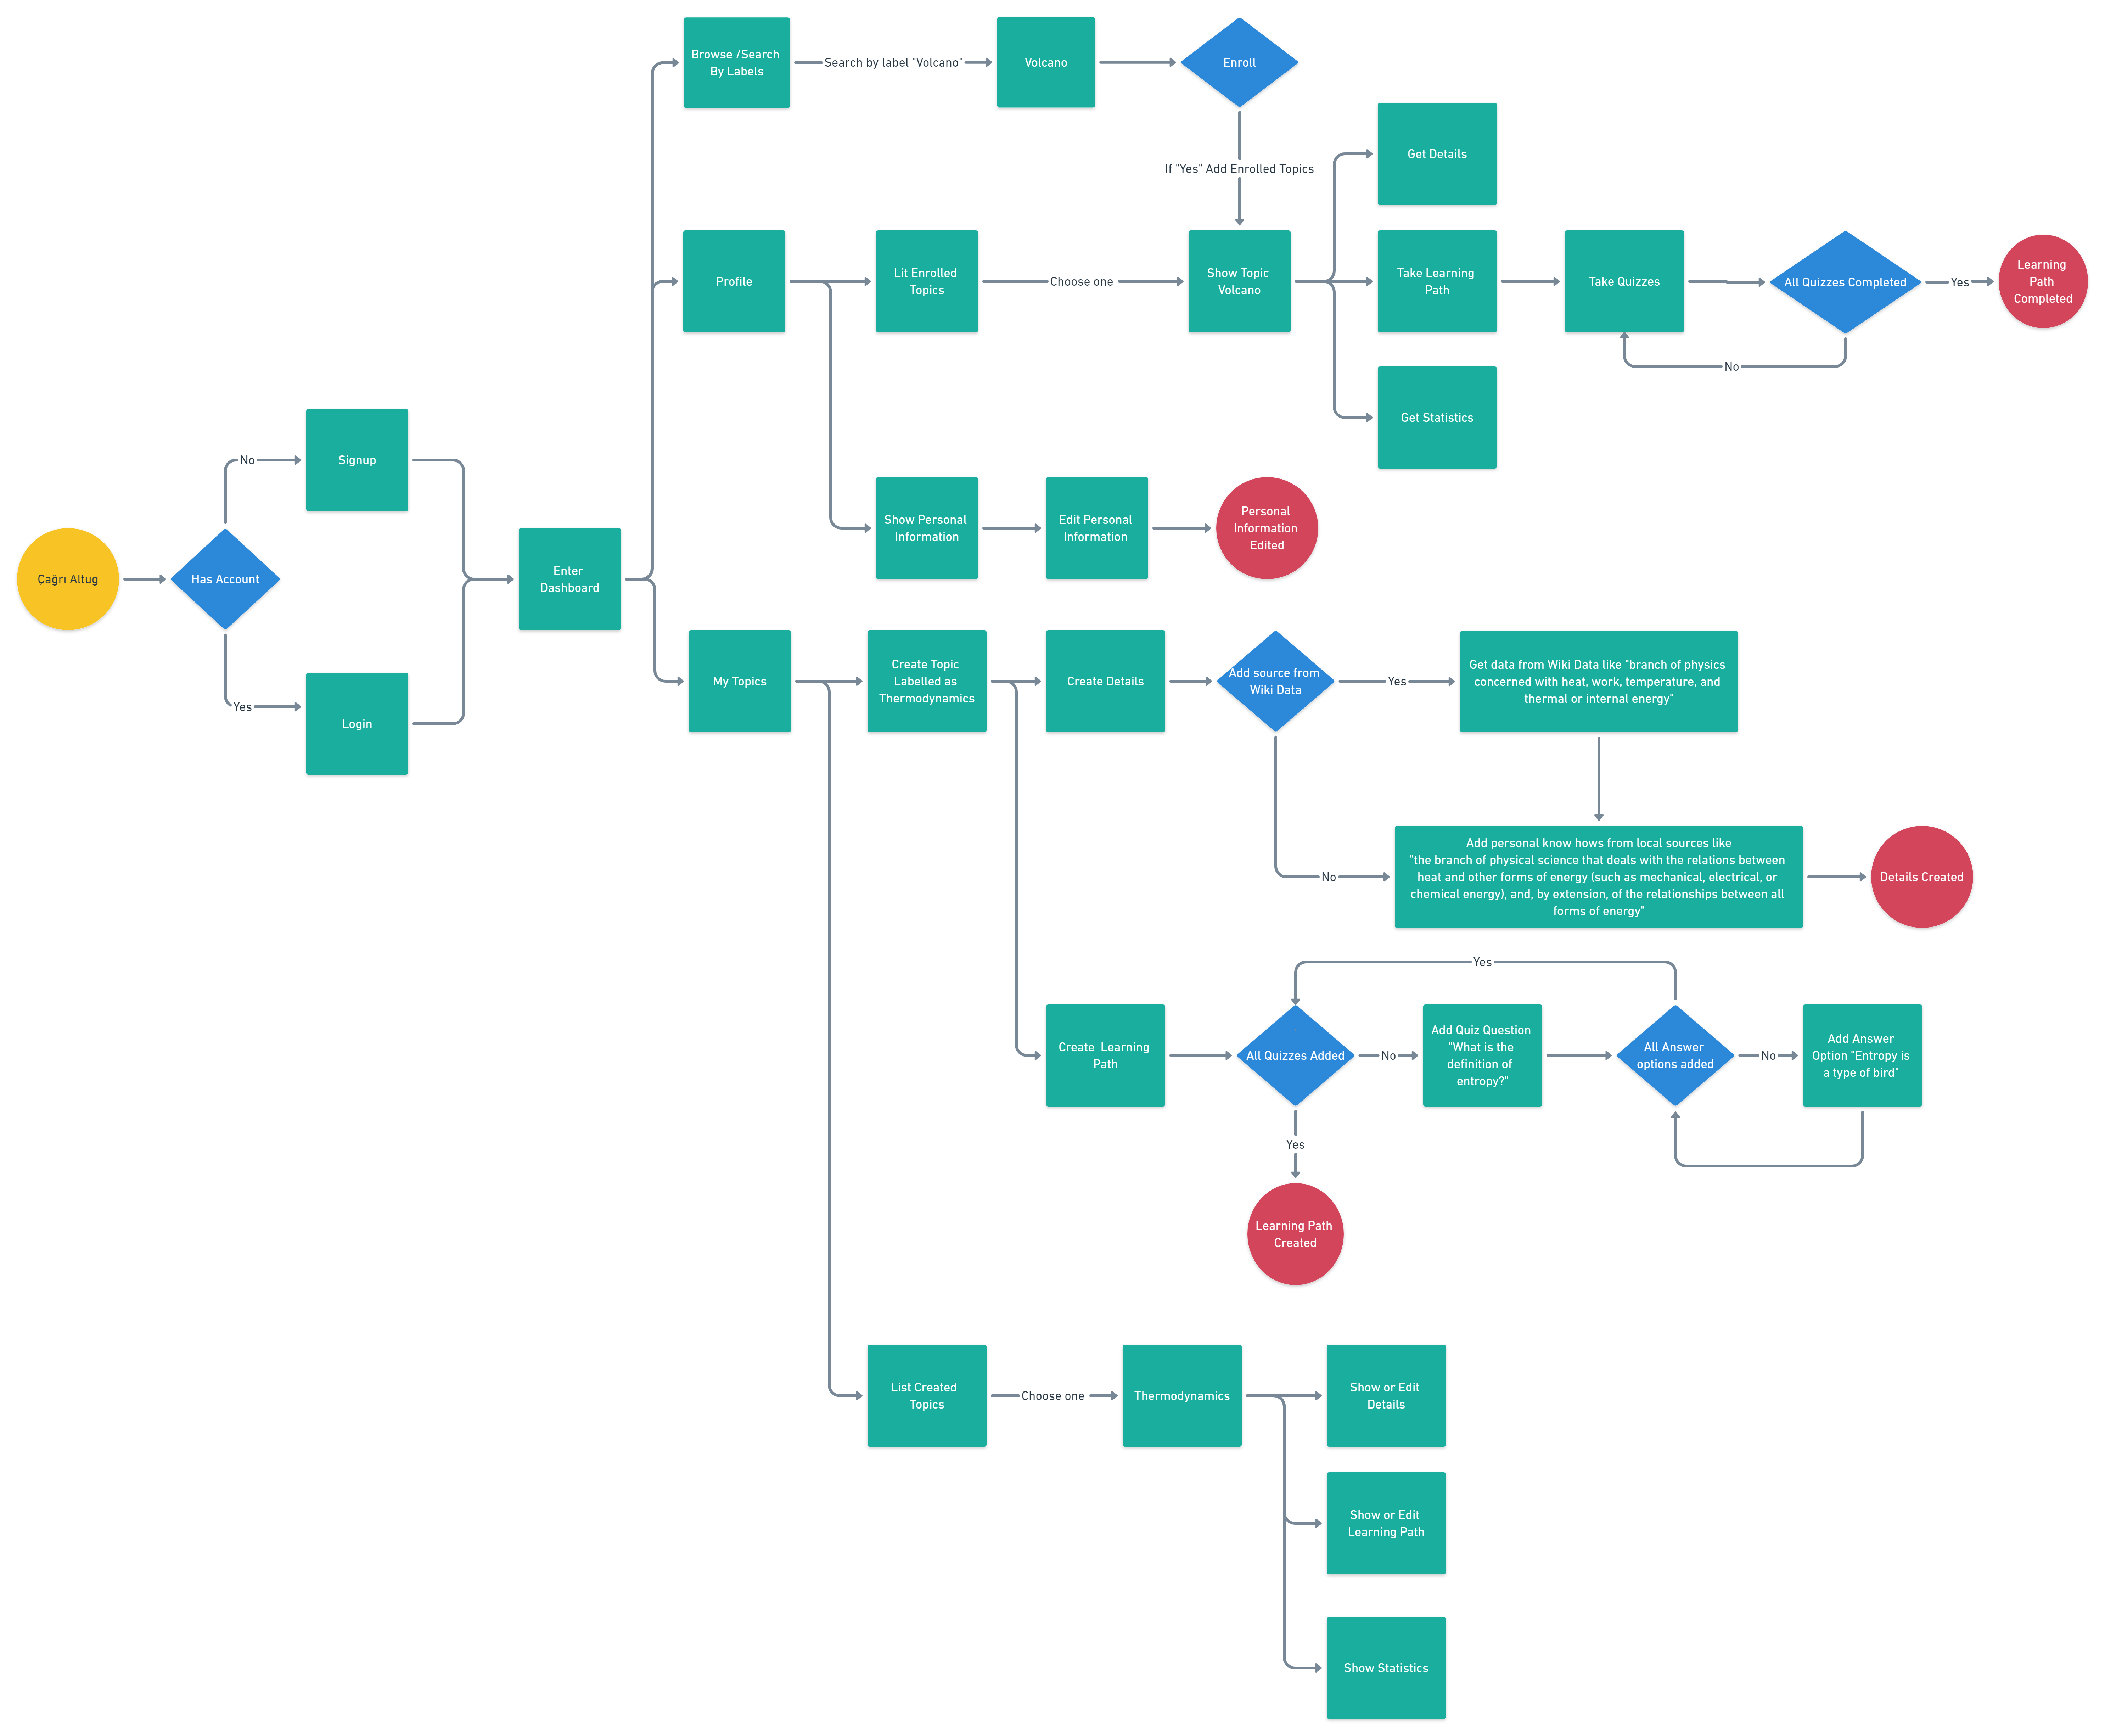 Browse /Search
By Labels
Search by label "Volcano"
Volcano
Enroll
If "Yes" Add Enrolled Topics
Get Details
Profile
Lit Enrolled
Topics
Choose one
Show Topic
Volcano
Take Learning
Path
Take Quizzes
All Quizzes Completed
Yes
Learning
Path
Completed
No
Get Statistics
No
Signup
Show Personal
Information
Edit Personal
Information
Personal
Information
Edited
Çağrı Altug
Has Account
Enter
Dashboard
Yes
Login
My Topics
Create Topic
Labelled as
Thermodynamics
Create Details
Add source from
Wiki Data
Yes
Get data from Wiki Data like "branch of physics
concerned with heat, work, temperature, and
thermal or internal energy"
No
Add personal know hows from local sources like
"the branch of physical science that deals with the relations between
heat and other forms of energy (such as mechanical, electrical, or
chemical energy), and, by extension, of the relationships between all
forms of energy"
Details Created
Yes
Create Learning
Path
All Quizzes Added
No
Add Quiz Question
"What is the
definition of
entropy?"
All Answer
options added
No
Add Answer
Option "Entropy is
a type of bird"
Yes
Learning Path
Created
List Created
Topics
Choose one
Thermodynamics
Show or Edit
Details
Show or Edit
Learning Path
Show Statistics